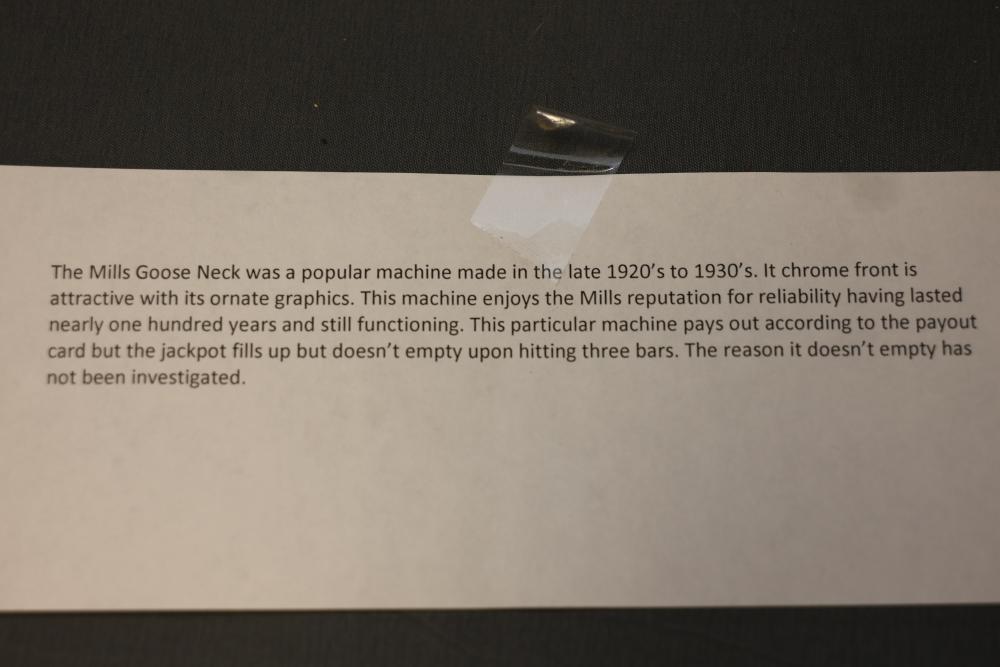 The Mills Goose Neck was a popular machine made in the late 1920's to 1930's. It chrome front is
attractive with its ornate graphics. This machine enjoys the Mills reputation for reliability having lasted
nearly one hundred years and still functioning. This particular machine pays out according to the payout
card but the jackpot fills up but doesn't empty upon hitting three bars. The reason it doesn't empty has
not been investigated.